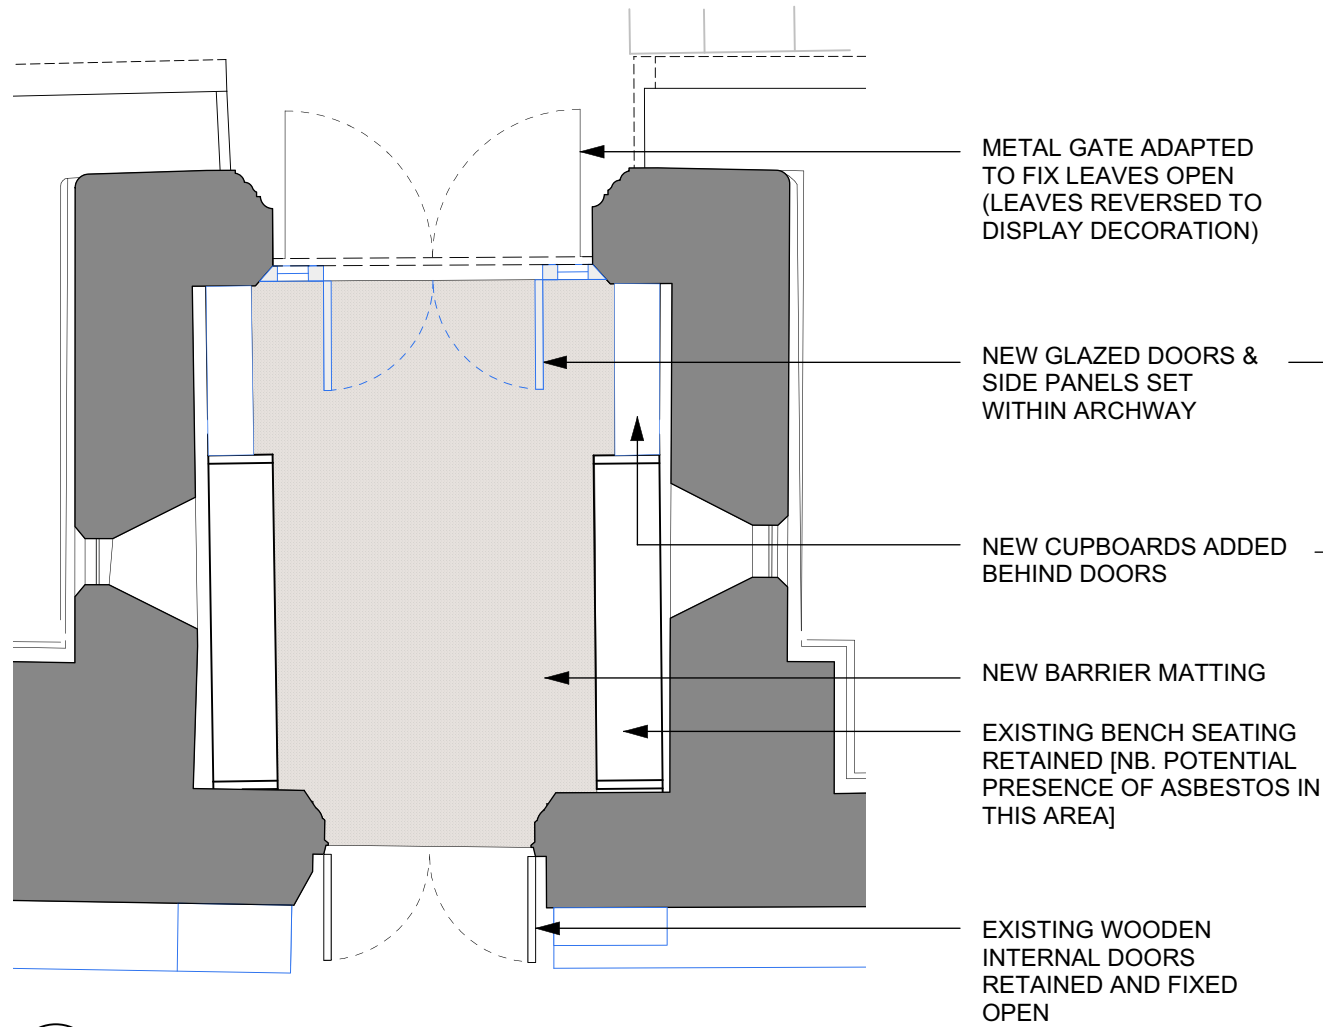 METAL GATE ADAPTED
TO FIX LEAVES OPEN
(LEAVES REVERSED TO
DISPLAY DECORATION)
NEW GLAZED DOORS &
SIDE PANELS SET
WITHIN ARCHWAY
NEW CUPBOARDS ADDED
BEHIND DOORS
NEW BARRIER MATTING
EXISTING BENCH SEATING
RETAINED [NB. POTENTIAL
PRESENCE OF ASBESTOS IN
THIS AREA]
EXISTING WOODEN
INTERNAL DOORS
RETAINED AND FIXED
OPEN